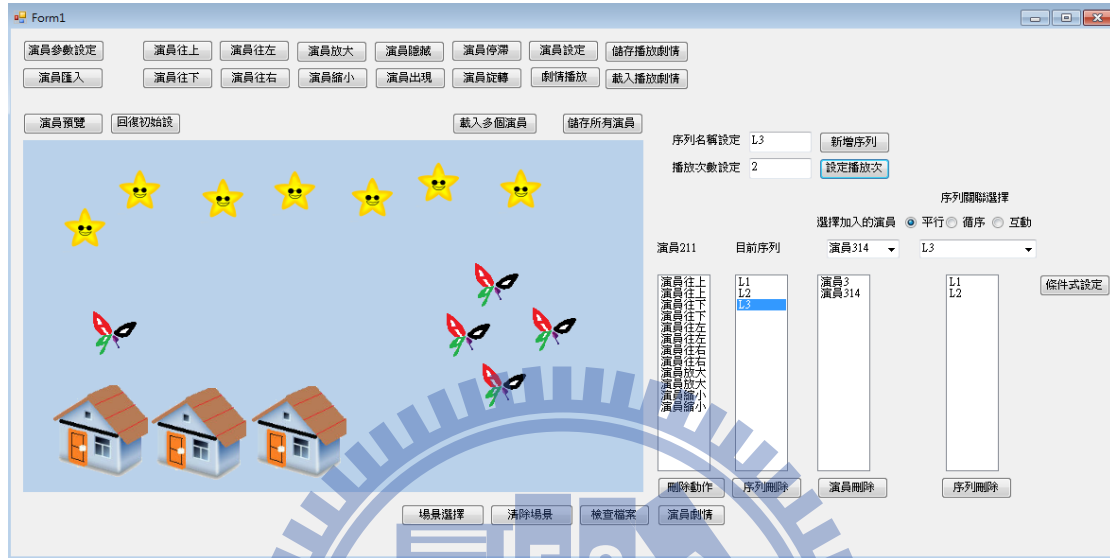 Form1
演員參數設定 演員往上 演員往左 演員放大 演員隱藏 演員停滯 演員設定 儲存播放劇情
演員匯入 演員往下 演員往右 演員縮小 演員出現 演員旋轉 劇情播放 載入播放劇情
演員預覽 回復初始設 載入多個演員 儲存所有演員
序列名稱設定 L3 新增序列
播放次數設定 2 設定播放次
序列關聯選擇
選擇加入的演員 平行 循序 互動
演員211 目前序列 演員314 L3
演員往上 L1 演員3 L1 條件式設定
演員往上 L2 演員314 L2
演員往下 L3
演員往下
演員往左
演員往左
演員往右
演員往右
演員放大
演員放大
演員縮小
演員縮小
刪除動作 序列刪除 演員刪除 序列刪除
場景選擇 清除場景 檢查檔案 演員劇情